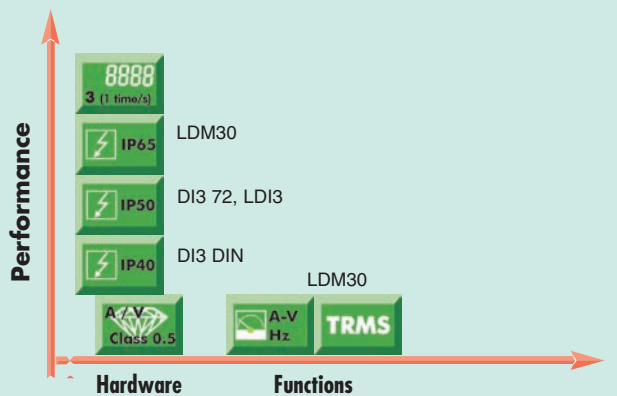 8888
3 (1 time/s)
IP65
LDM30
IP50
DI3 72, LDI3
IP40
DI3 DIN
LDM30
A / V
Class 0.5
A-V
Hz
TRMS
Performance
Hardware
Functions